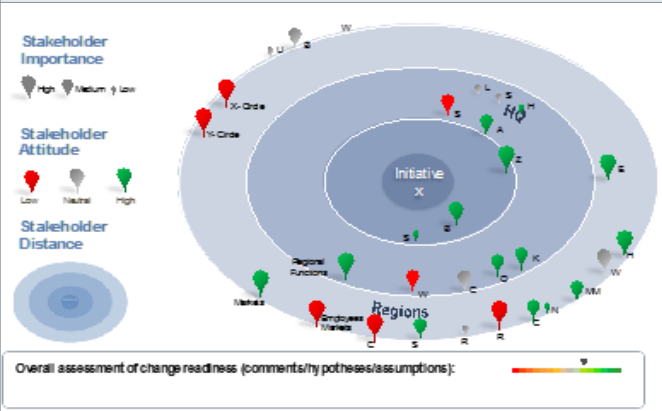 Stakeholder
Importance
High
Medium
Low
Stakeholder
Attitude
Low
Neutral
High
Stakeholder
Distance
W
U
X- Circle
Y- Circle
L
S
H
HQ
S
A
Z
Initiative
X
S
Regional
Functions
K
C
W
H
W
MM
N
C
Markets
Regions
Employees
Markets
C
S
R
R
Overall assessment of change readiness (comments/hypotheses/assumptions):